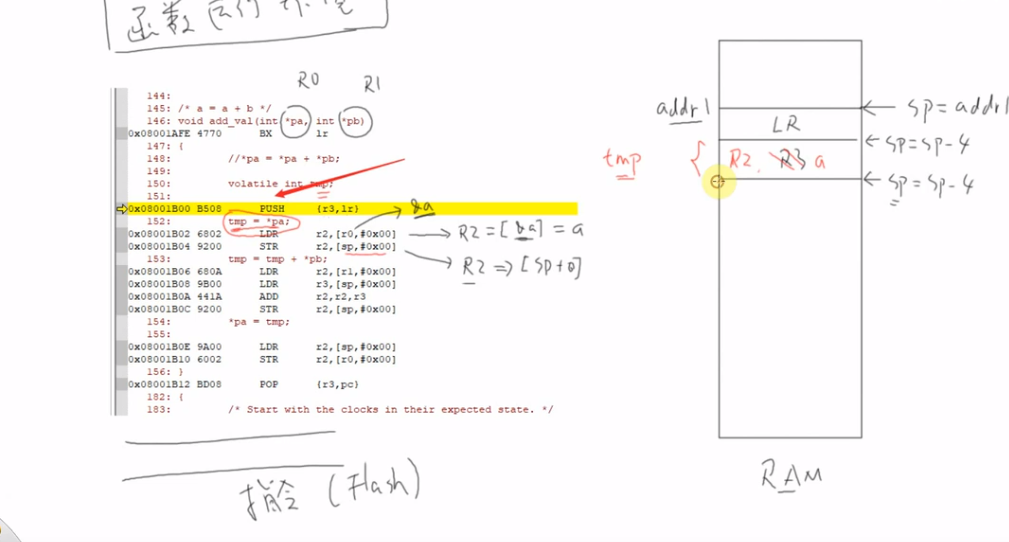 函数运行环境
R0 R1
144:
145: /* a = a + b */
146: void add_val(int *pa, int *pb)
0x08001AFE 4770 BX lr
147: {
148: //*pa = *pa + *pb;
149:
150: volatile int tmp;
151:
0x08001B00 B508 PUSH {r3,lr}
152: tmp = *pa;
&a
0x08001B02 6802 LDR r2,[r0,#0x00]
R2 = [&a] = a
0x08001B04 9200 STR r2,[sp,#0x00]
R2 => [SP+0]
153: tmp = tmp + *pb;
0x08001B06 680A LDR r2,[r1,#0x00]
0x08001B08 9B00 LDR r3,[sp,#0x00]
0x08001B0A 441A ADD r2,r2,r3
0x08001B0C 9200 STR r2,[sp,#0x00]
154: *pa = tmp;
155:
0x08001B0E 9A00 LDR r2,[sp,#0x00]
0x08001B10 6002 STR r2,[r0,#0x00]
156: }
0x08001B12 BD08 POP {r3,pc}
182: {
183: /* Start with the clocks in their expected state. */
指令 (Flash)
addr1
SP = addr1
LR
SP = SP-4
tmp
R2, R3 a
SP = SP-4
RAM